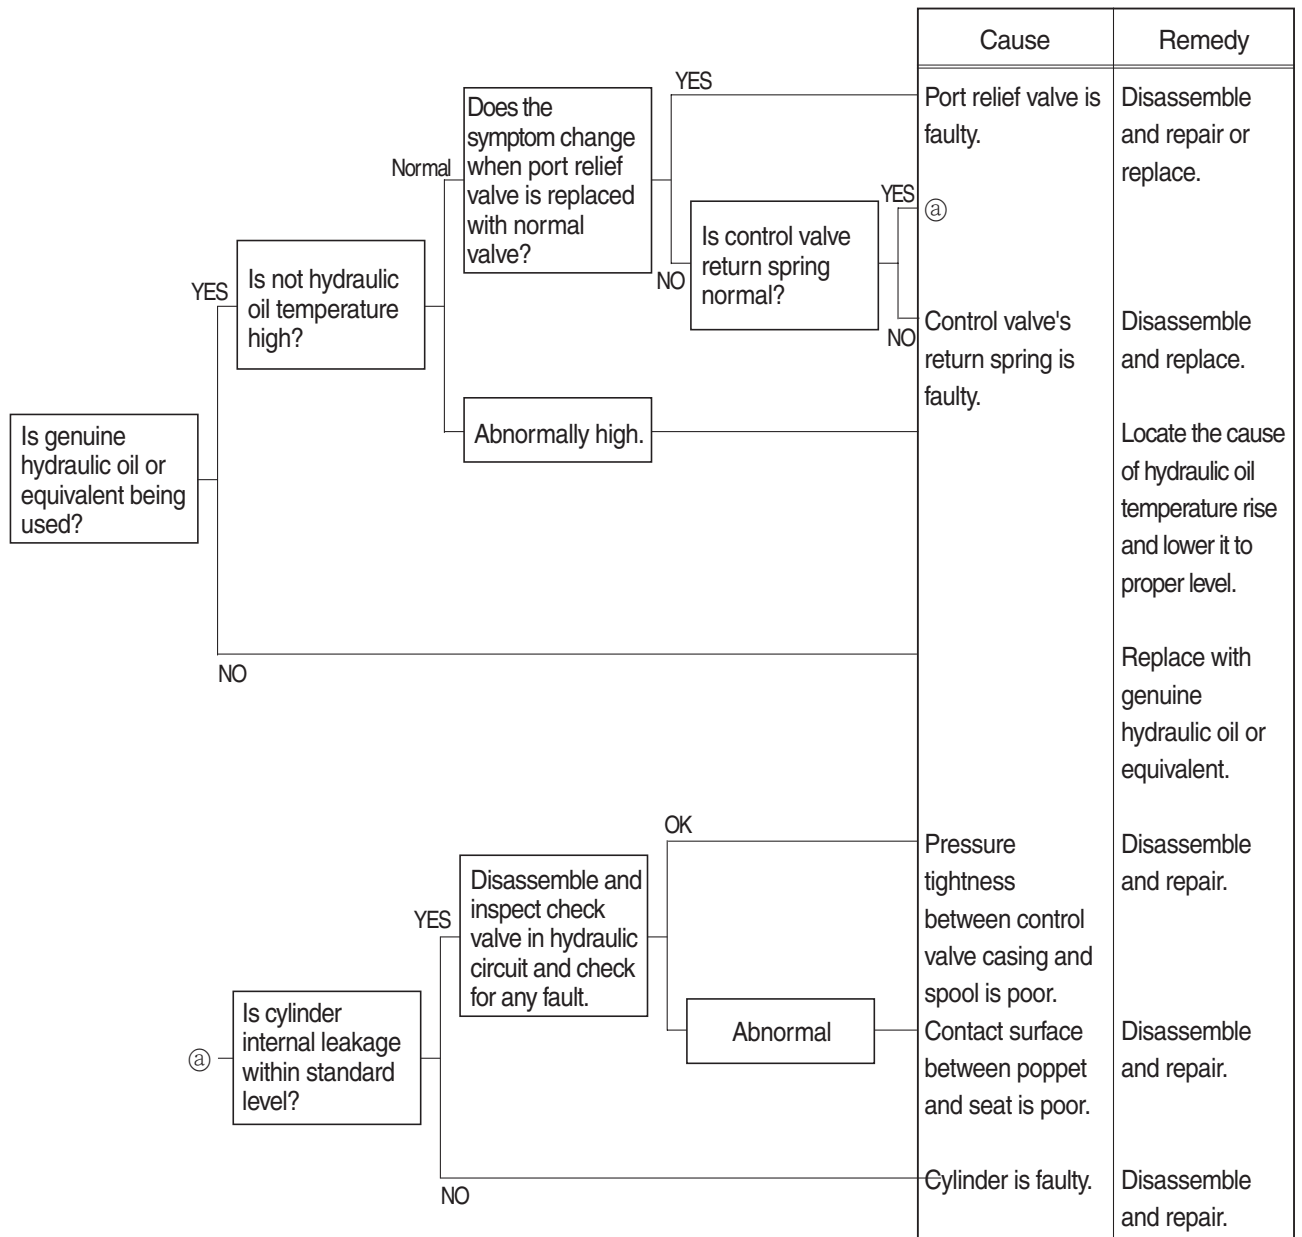 Cause
Remedy
YES
Does the
symptom change
when port relief
valve is replaced
with normal
valve?
Port relief valve is
faulty.
Disassemble
and repair or
replace.
Normal
YES
ⓐ
Is control valve
return spring
normal?
NO
Is not hydraulic
oil temperature
high?
YES
NO
Control valve's
return spring is
faulty.
Disassemble
and replace.
Abnormally high.
Locate the cause
of hydraulic oil
temperature rise
and lower it to
proper level.
Is genuine
hydraulic oil or
equivalent being
used?
NO
Replace with
genuine
hydraulic oil or
equivalent.
OK
Pressure
tightness
between control
valve casing and
spool is poor.
Disassemble
and repair.
Disassemble and
inspect check
valve in hydraulic
circuit and check
for any fault.
YES
Abnormal
Contact surface
between poppet
and seat is poor.
Disassemble
and repair.
ⓐ
Is cylinder
internal leakage
within standard
level?
NO
Cylinder is faulty.
Disassemble
and repair.